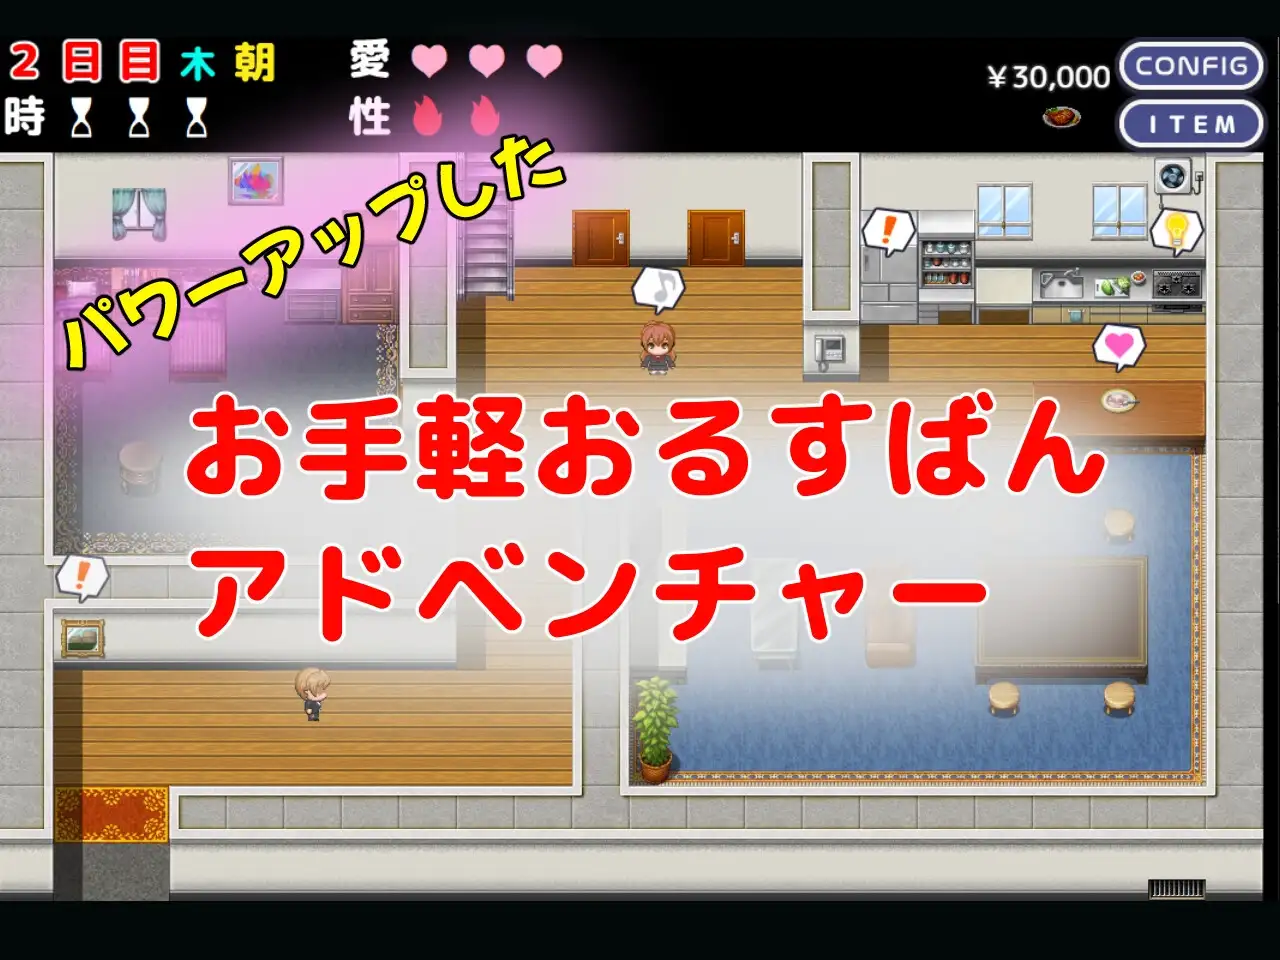 2日目 木 朝
愛
¥30,000
CONFIG
時
性
ITEM
パワーアップした
お手軽おるすばん
アドベンチャー